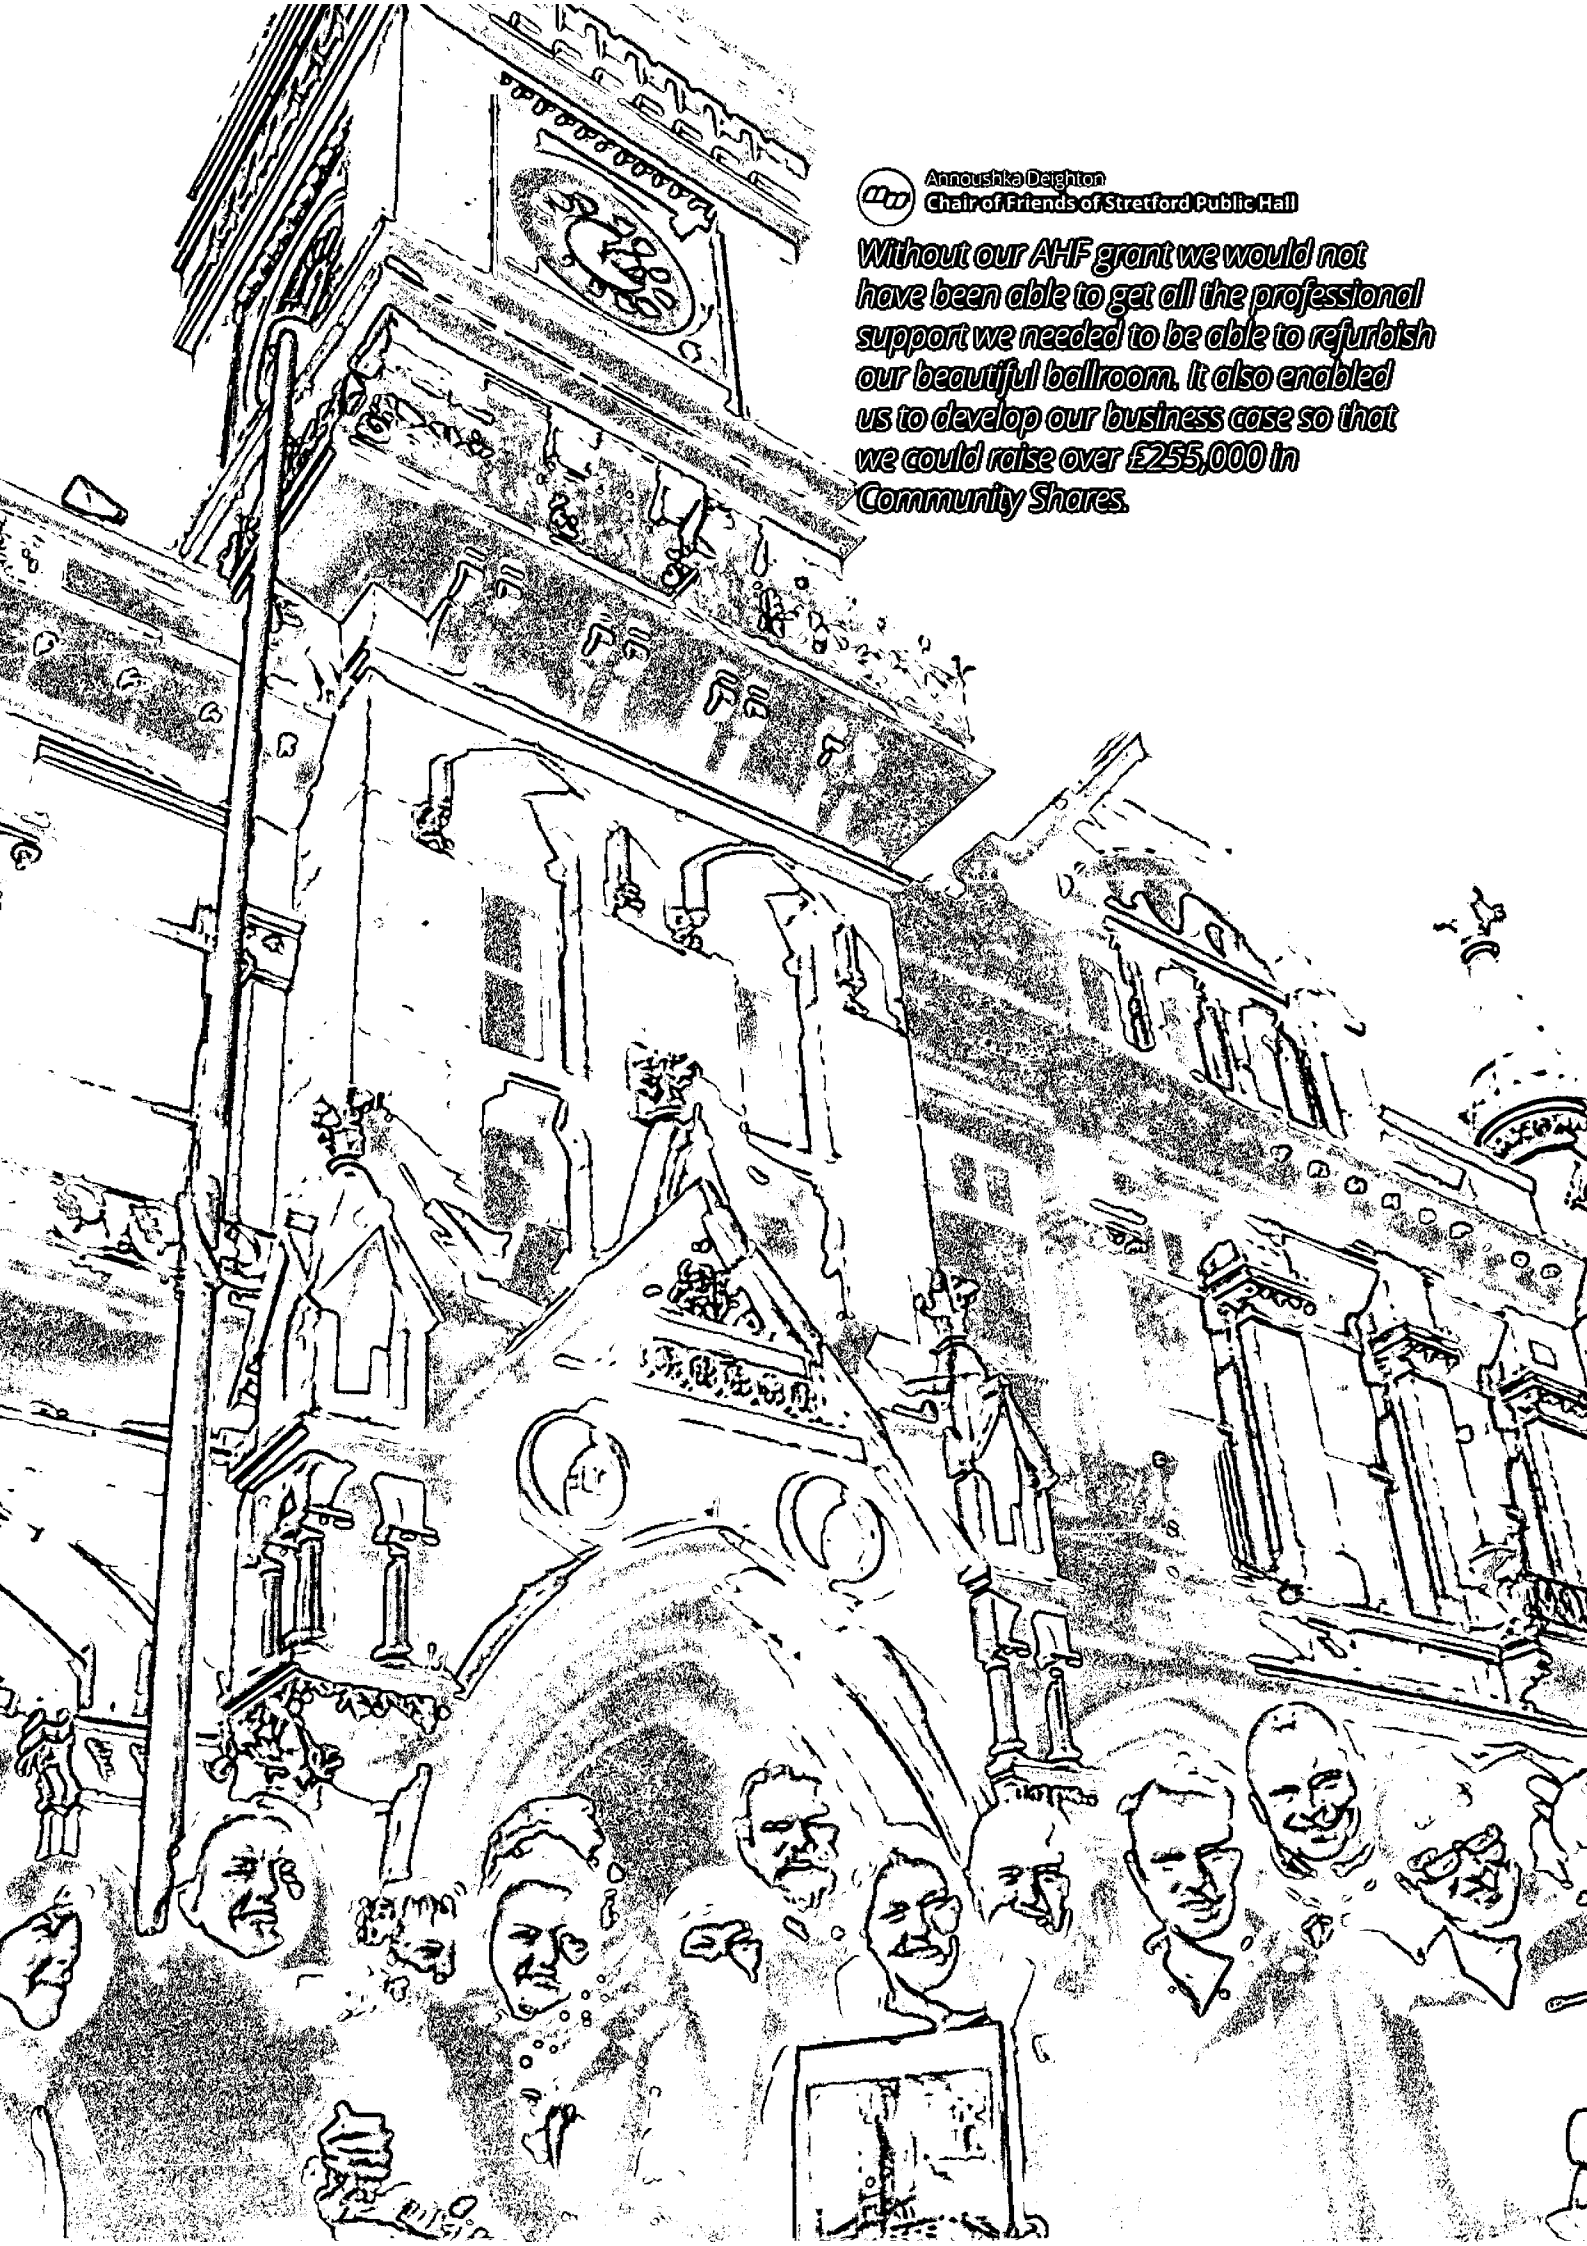 Annoushka Deighton
Chair of Friends of Stretford Public Hall
Without our AHF grant we would not
have been able to get all the professional
support we needed to be able to refurbish
our beautiful ballroom. It also enabled
us to develop our business case so that
we could raise over £255,000 in
Community Shares.